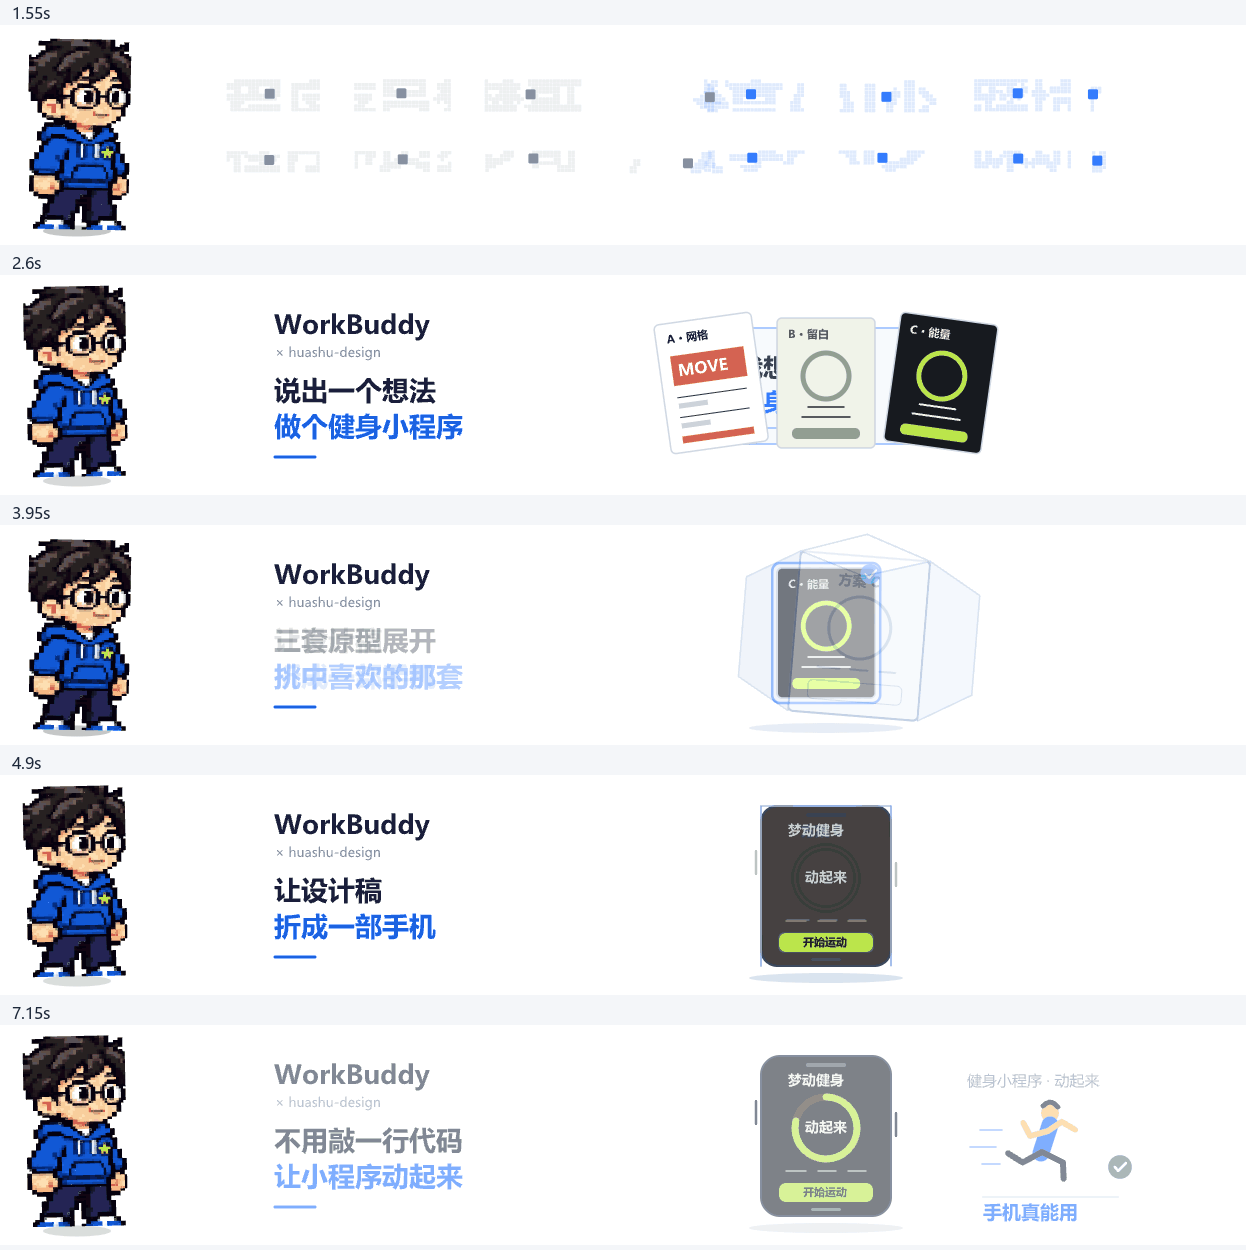 1.55s
2.6s
WorkBuddy
× huashu-design
说出一个想法
做个健身小程序
A · 网格
MOVE
想
身
B · 留白
C · 能量
3.95s
WorkBuddy
× huashu-design
三套原型展开
挑中喜欢的那套
C · 能量
方案
4.9s
WorkBuddy
× huashu-design
让设计稿
折成一部手机
梦动健身
动起来
开始运动
7.15s
WorkBuddy
× huashu-design
不用敲一行代码
让小程序动起来
梦动健身
动起来
开始运动
健身小程序 · 动起来
手机真能用